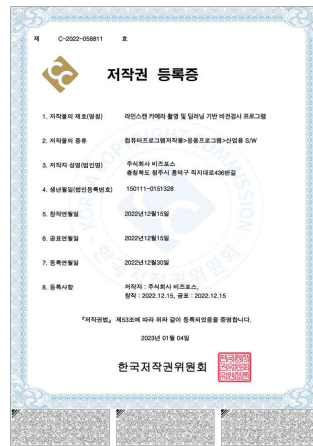 제 C-2022-058811 호
저작권 등록증
1. 저작물의 제호(명칭) 라인스캔 카메라 촬영 및 딥러닝 기반 비전검사 프로그램
2. 저작물의 종류 컴퓨터프로그램저작물>응용프로그램>산업용 S/W
3. 저작자 성명(법인명) 주식회사 비즈포스
충청북도 청주시 흥덕구 직지대로436번길
4. 생년월일(법인등록번호) 150111-0151328
5. 창작연월일 2022년12월15일
6. 공표연월일 2022년12월15일
7. 등록연월일 2022년12월30일
8. 등록사항 저작자 : 주식회사 비즈포스,
창작 : 2022.12.15, 공표 : 2022.12.15
『저작권법』 제53조에 따라 위와 같이 등록되었음을 증명합니다.
2023년 01월 04일
한국저작권위원회